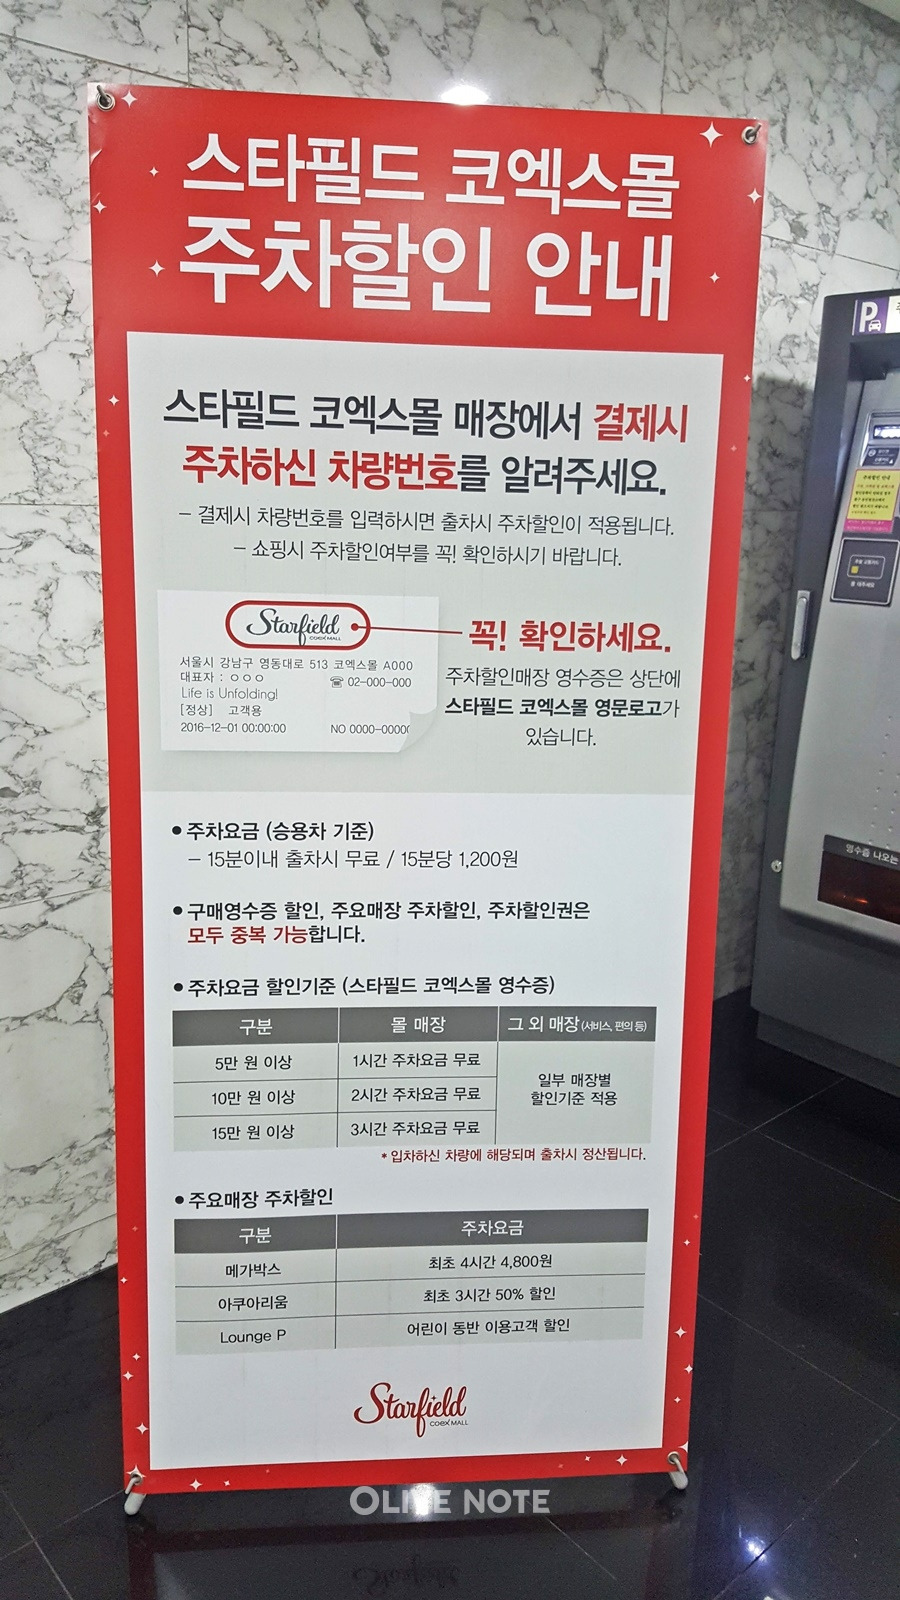 스타필드 코엑스몰
주차할인 안내
스타필드 코엑스몰 매장에서 결제시
주차하신 차량번호를 알려주세요.
- 결제시 차량번호를 입력하시면 출차시 주차할인이 적용됩니다.
- 쇼핑시 주차할인여부를 꼭! 확인하시기 바랍니다.
Starfield
COEX MALL
서울시 강남구 영동대로 513 코엑스몰 A000
대표자 : ㅇㅇㅇ ☎ 02-000-000
Life is Unfolding!
[정상] 고객용
2016-12-01 00:00:00 NO 0000-00000
꼭! 확인하세요.
주차할인매장 영수증은 상단에
스타필드 코엑스몰 영문로고가
있습니다.
● 주차요금 (승용차 기준)
- 15분이내 출차시 무료 / 15분당 1,200원
● 구매영수증 할인, 주요매장 주차할인, 주차할인권은
모두 중복 가능합니다.
● 주차요금 할인기준 (스타필드 코엑스몰 영수증)
구분 몰 매장 그 외 매장 (서비스, 편의 등)
5만 원 이상 1시간 주차요금 무료
10만 원 이상 2시간 주차요금 무료
15만 원 이상 3시간 주차요금 무료
일부 매장별
할인기준 적용
* 입차하신 차량에 해당되며 출차시 정산됩니다.
● 주요매장 주차할인
구분 주차요금
메가박스 최초 4시간 4,800원
아쿠아리움 최초 3시간 50% 할인
Lounge P 어린이 동반 이용고객 할인
Starfield
COEX MALL
OLIVE NOTE
P
주차할인 안내
영수증 나오는